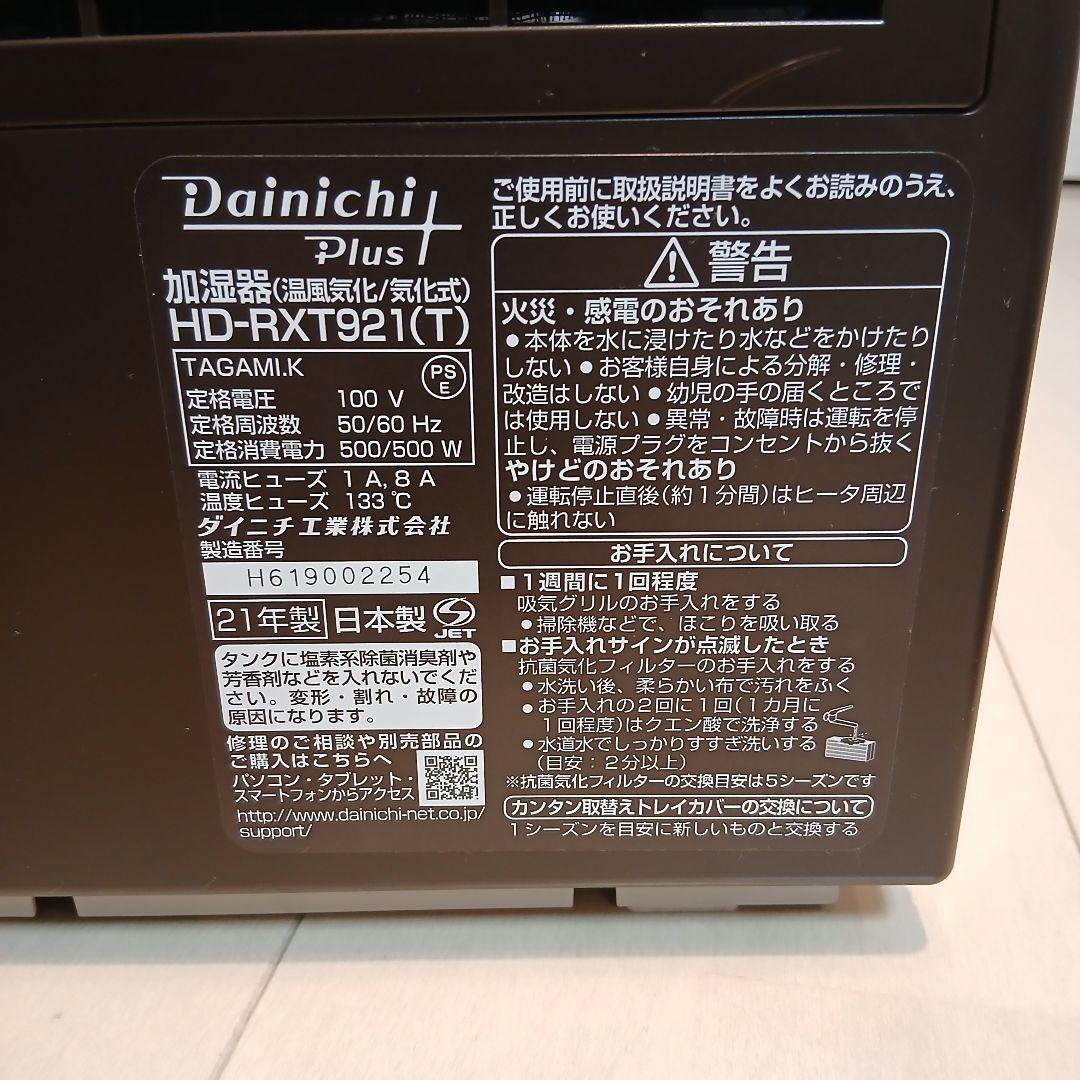 Dainichi
Plus
加湿器(温風気化/気化式)
HD-RXT921(T)
TAGAMI.K
PS
E
定格電圧 100 V
定格周波数 50/60 Hz
定格消費電力 500/500 W
電流ヒューズ 1 A, 8 A
温度ヒューズ 133 ℃
ダイニチ工業株式会社
製造番号
H619002254
21年製 日本製
JET
タンクに塩素系除菌消臭剤や
芳香剤などを入れないでくだ
さい。変形・割れ・故障の
原因になります。
修理のご相談や別売部品の
ご購入はこちらへ
パソコン・タブレット・
スマートフォンからアクセス
http://www.dainichi-net.co.jp/
support/
ご使用前に取扱説明書をよくお読みのうえ、
正しくお使いください。
警告
火災・感電のおそれあり
●本体を水に浸けたり水などをかけたり
しない ●お客様自身による分解・修理・
改造はしない ●幼児の手の届くところで
は使用しない ●異常・故障時は運転を停
止し、電源プラグをコンセントから抜く
やけどのおそれあり
●運転停止直後(約1分間)はヒータ周辺
に触れない
お手入れについて
■1週間に1回程度
吸気グリルのお手入れをする
●掃除機などで、ほこりを吸い取る
■お手入れサインが点滅したとき
抗菌気化フィルターのお手入れをする
●水洗い後、柔らかい布で汚れをふく
●お手入れの2回に1回(1カ月に
1回程度)はクエン酸で洗浄する
●水道水でしっかりすすぎ洗いする
(目安：2分以上)
※抗菌気化フィルターの交換目安は5シーズンです
カンタン取替えトレイカバーの交換について
1シーズンを目安に新しいものと交換する